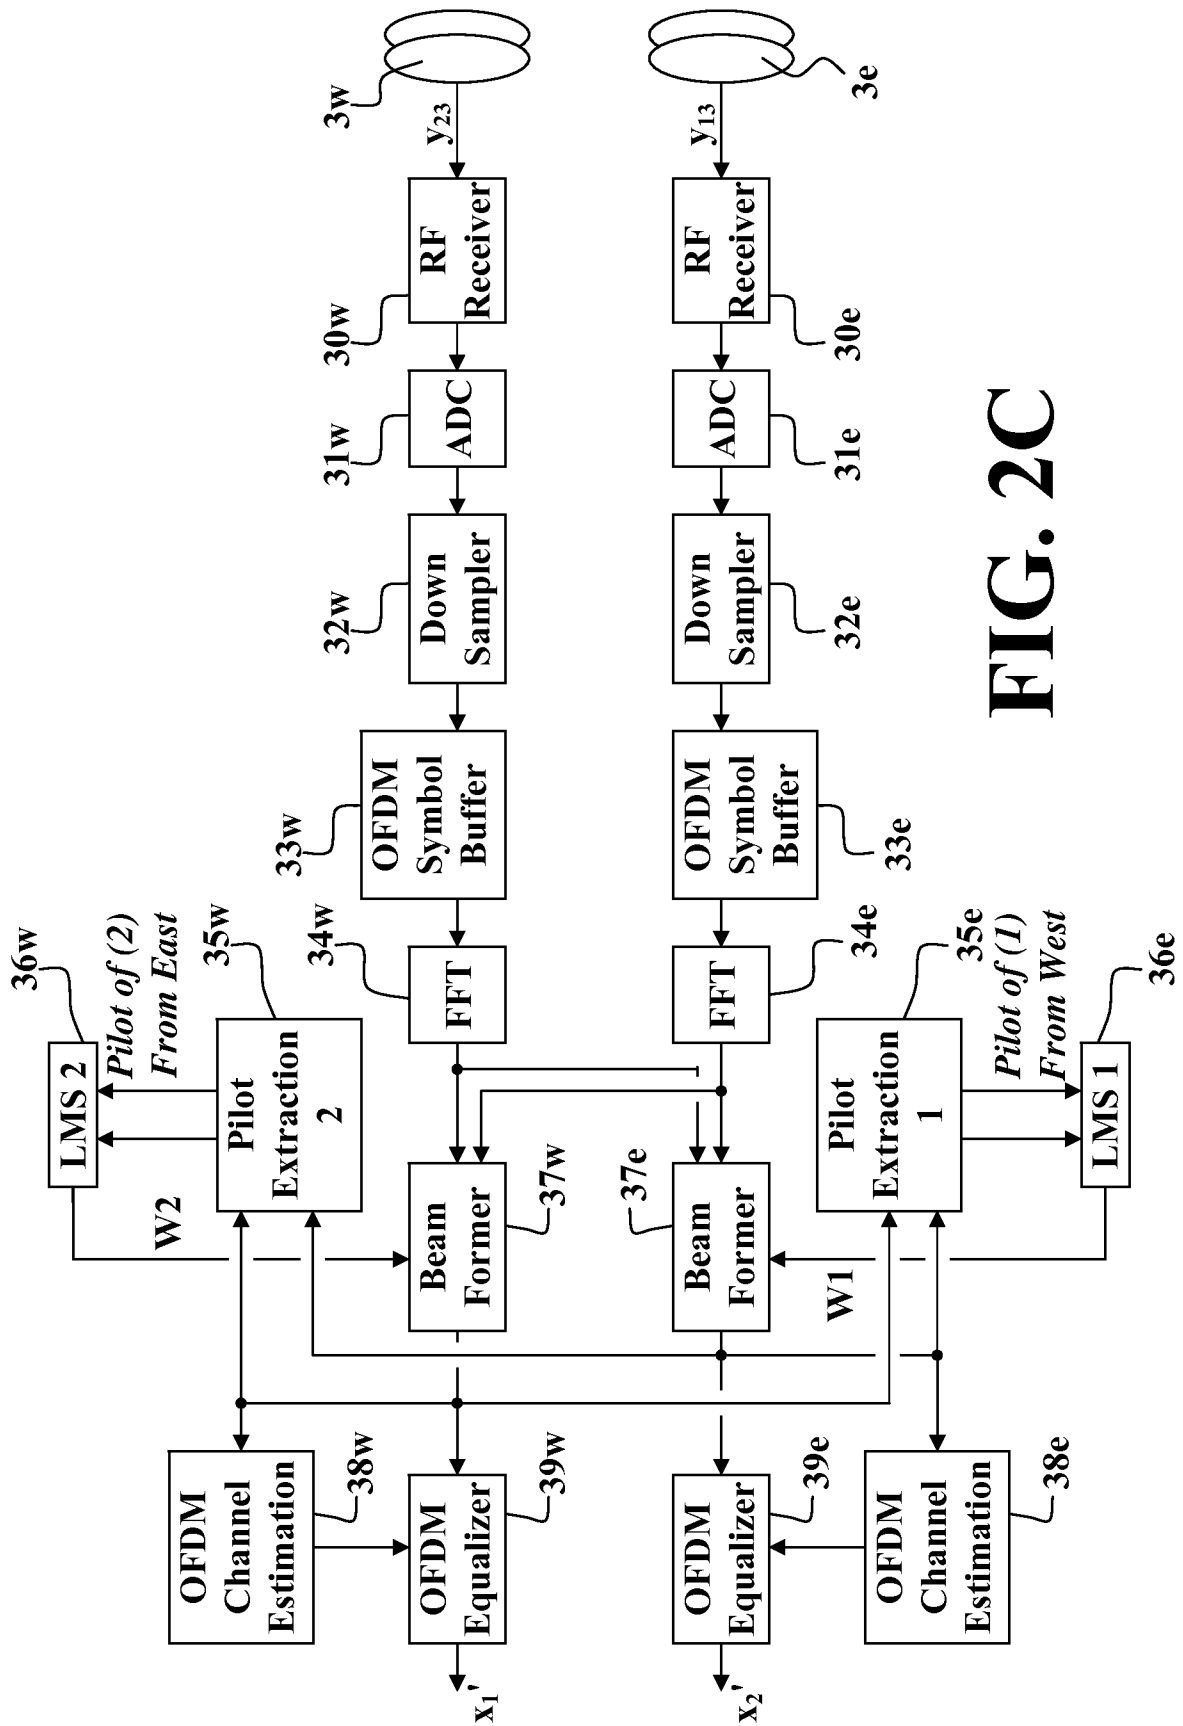 3w
3e
y23
y13
RF
Receiver
RF
Receiver
30w
30e
ADC
ADC
31w
31e
Down
Sampler
Down
Sampler
32w
32e
OFDM
Symbol
Buffer
OFDM
Symbol
Buffer
33w
33e
FFT
FFT
34w
34e
Pilot
Extraction
2
35w
Pilot
Extraction
1
35e
Pilot of (2)
From East
Pilot of (1)
From West
LMS 2
36w
LMS 1
36e
W2
W1
Beam
Former
37w
Beam
Former
37e
OFDM
Channel
Estimation
38w
OFDM
Channel
Estimation
38e
OFDM
Equalizer
39w
OFDM
Equalizer
39e
x1'
x2'
FIG. 2C